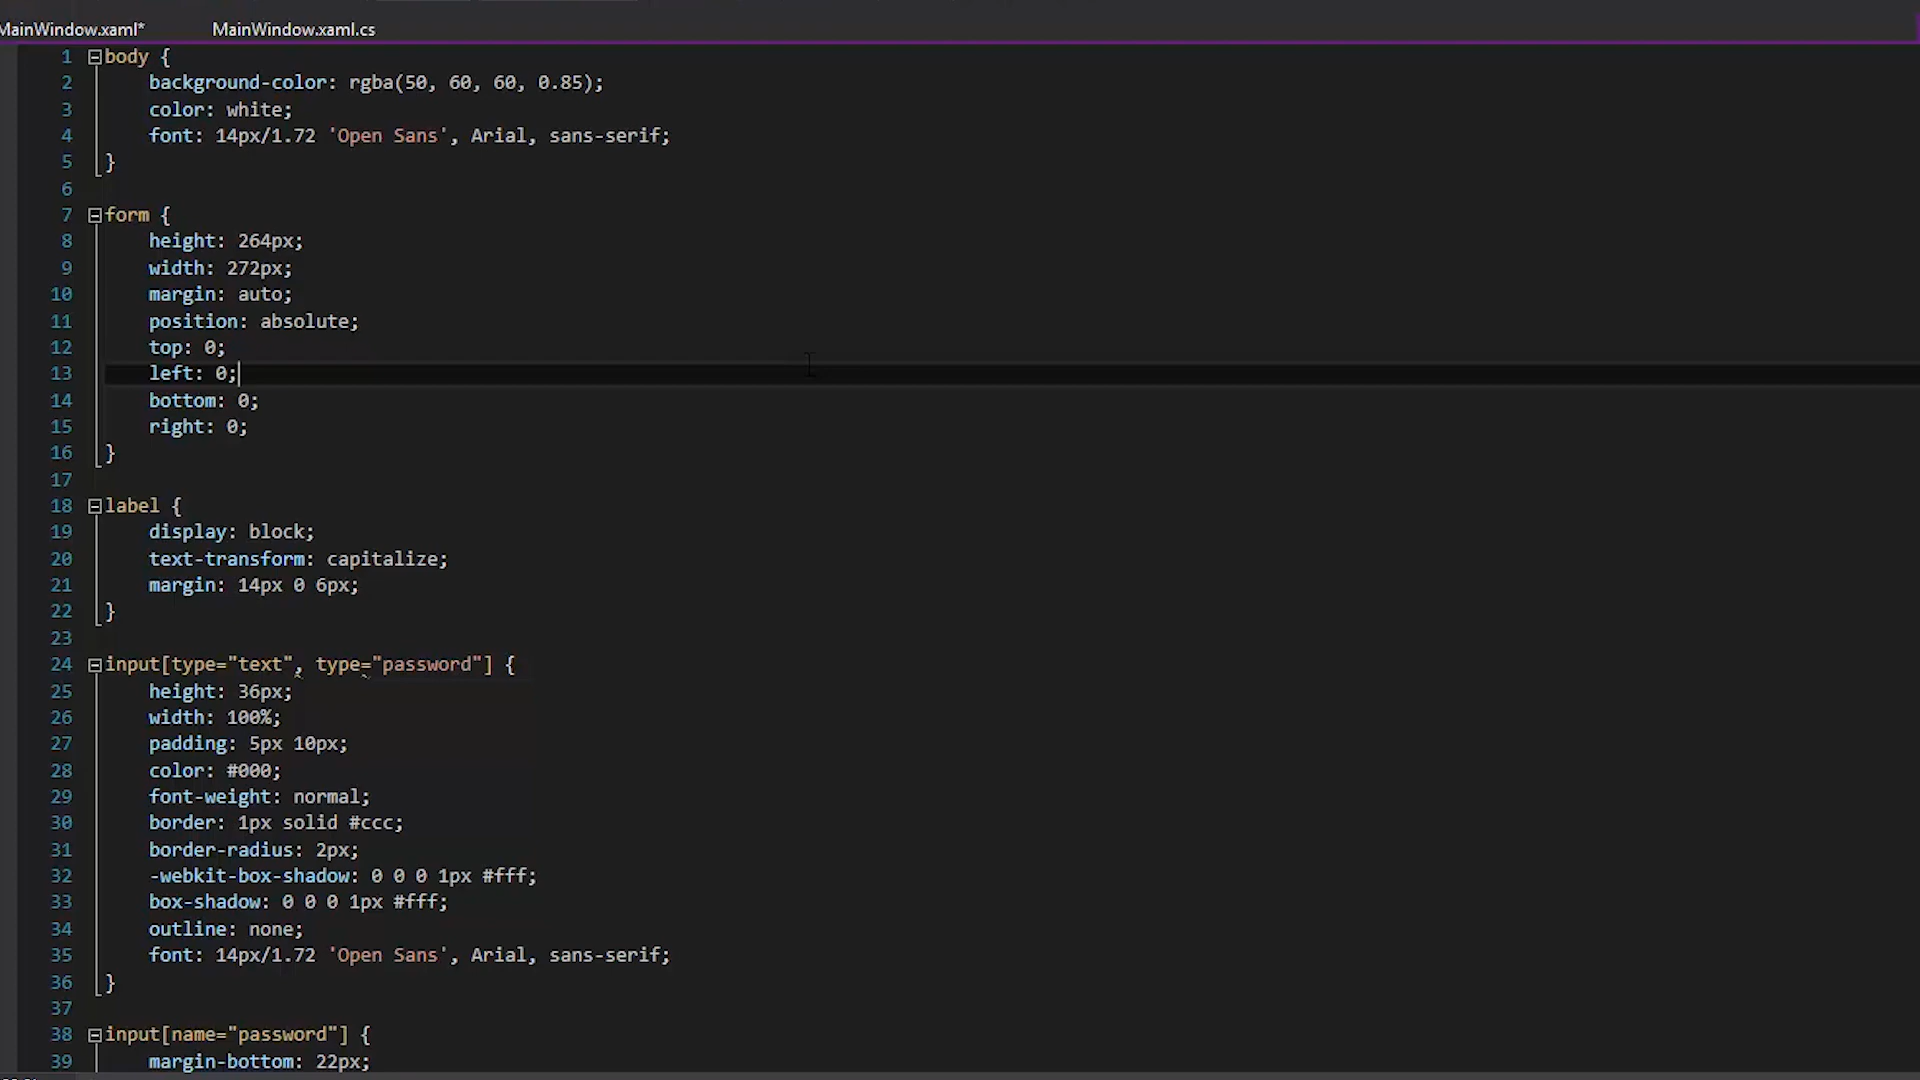 MainWindow.xaml* MainWindow.xaml.cs
1 body {
2 background-color: rgba(50, 60, 60, 0.85);
3 color: white;
4 font: 14px/1.72 'Open Sans', Arial, sans-serif;
5 }
6
7 form {
8 height: 264px;
9 width: 272px;
10 margin: auto;
11 position: absolute;
12 top: 0;
13 left: 0;
14 bottom: 0;
15 right: 0;
16 }
17
18 label {
19 display: block;
20 text-transform: capitalize;
21 margin: 14px 0 6px;
22 }
23
24 input[type="text", type="password"] {
25 height: 36px;
26 width: 100%;
27 padding: 5px 10px;
28 color: #000;
29 font-weight: normal;
30 border: 1px solid #ccc;
31 border-radius: 2px;
32 -webkit-box-shadow: 0 0 0 1px #fff;
33 box-shadow: 0 0 0 1px #fff;
34 outline: none;
35 font: 14px/1.72 'Open Sans', Arial, sans-serif;
36 }
37
38 input[name="password"] {
39 margin-bottom: 22px;